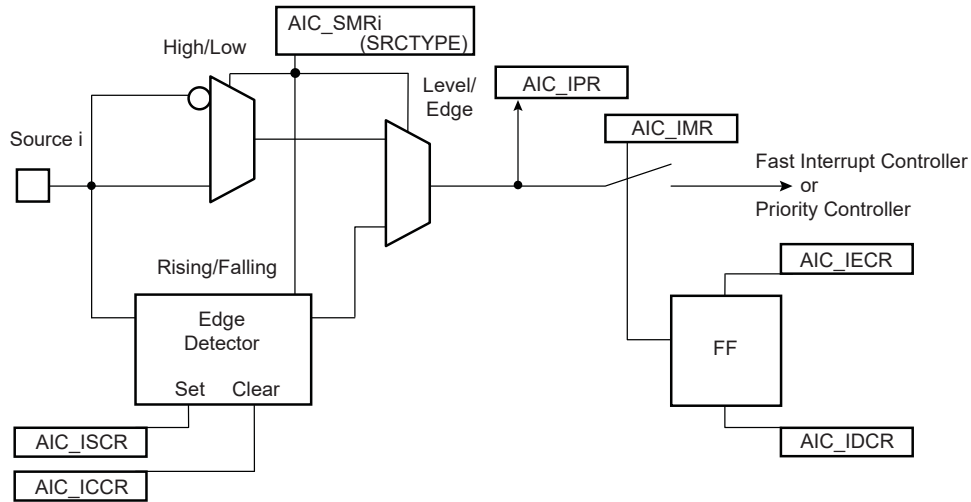 AIC_SMRi
(SRCTYPE)
High/Low
Level/
Edge
AIC_IPR
AIC_IMR
Source i
Fast Interrupt Controller
or
Priority Controller
Rising/Falling
AIC_IECR
Edge
Detector
FF
Set Clear
AIC_ISCR
AIC_IDCR
AIC_ICCR